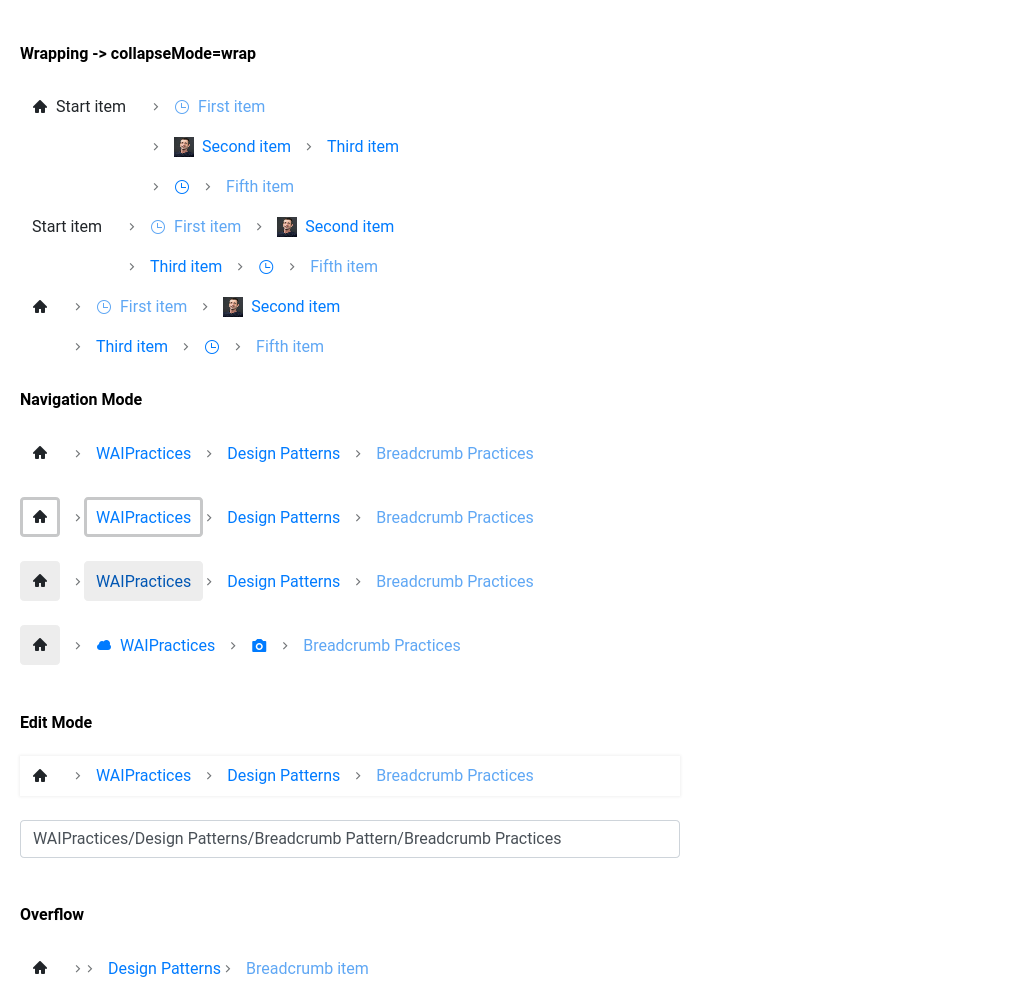 Wrapping -> collapseMode=wrap
Start item > First item
> Second item > Third item
> > Fifth item
Start item > First item > Second item
> Third item > > Fifth item
> First item > Second item
> Third item > > Fifth item
Navigation Mode
> WAIPractices > Design Patterns > Breadcrumb Practices
> WAIPractices > Design Patterns > Breadcrumb Practices
> WAIPractices > Design Patterns > Breadcrumb Practices
> WAIPractices > > Breadcrumb Practices
Edit Mode
> WAIPractices > Design Patterns > Breadcrumb Practices
WAIPractices/Design Patterns/Breadcrumb Pattern/Breadcrumb Practices
Overflow
> > Design Patterns > Breadcrumb item